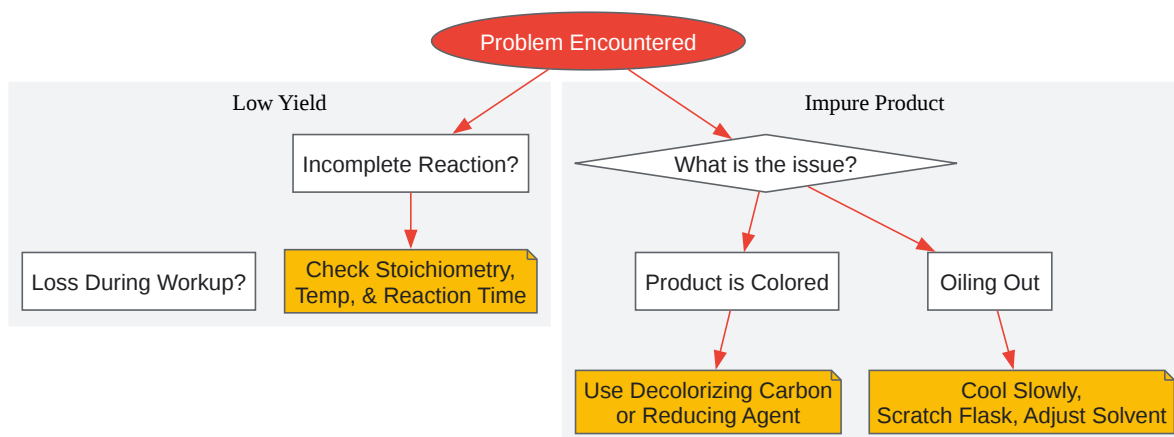 Problem Encountered
Low Yield
Impure Product
Incomplete Reaction?
What is the issue?
Loss During Workup?
Check Stoichiometry,
Temp, & Reaction Time
Product is Colored
Oiling Out
Use Decolorizing Carbon
or Reducing Agent
Cool Slowly,
Scratch Flask, Adjust Solvent